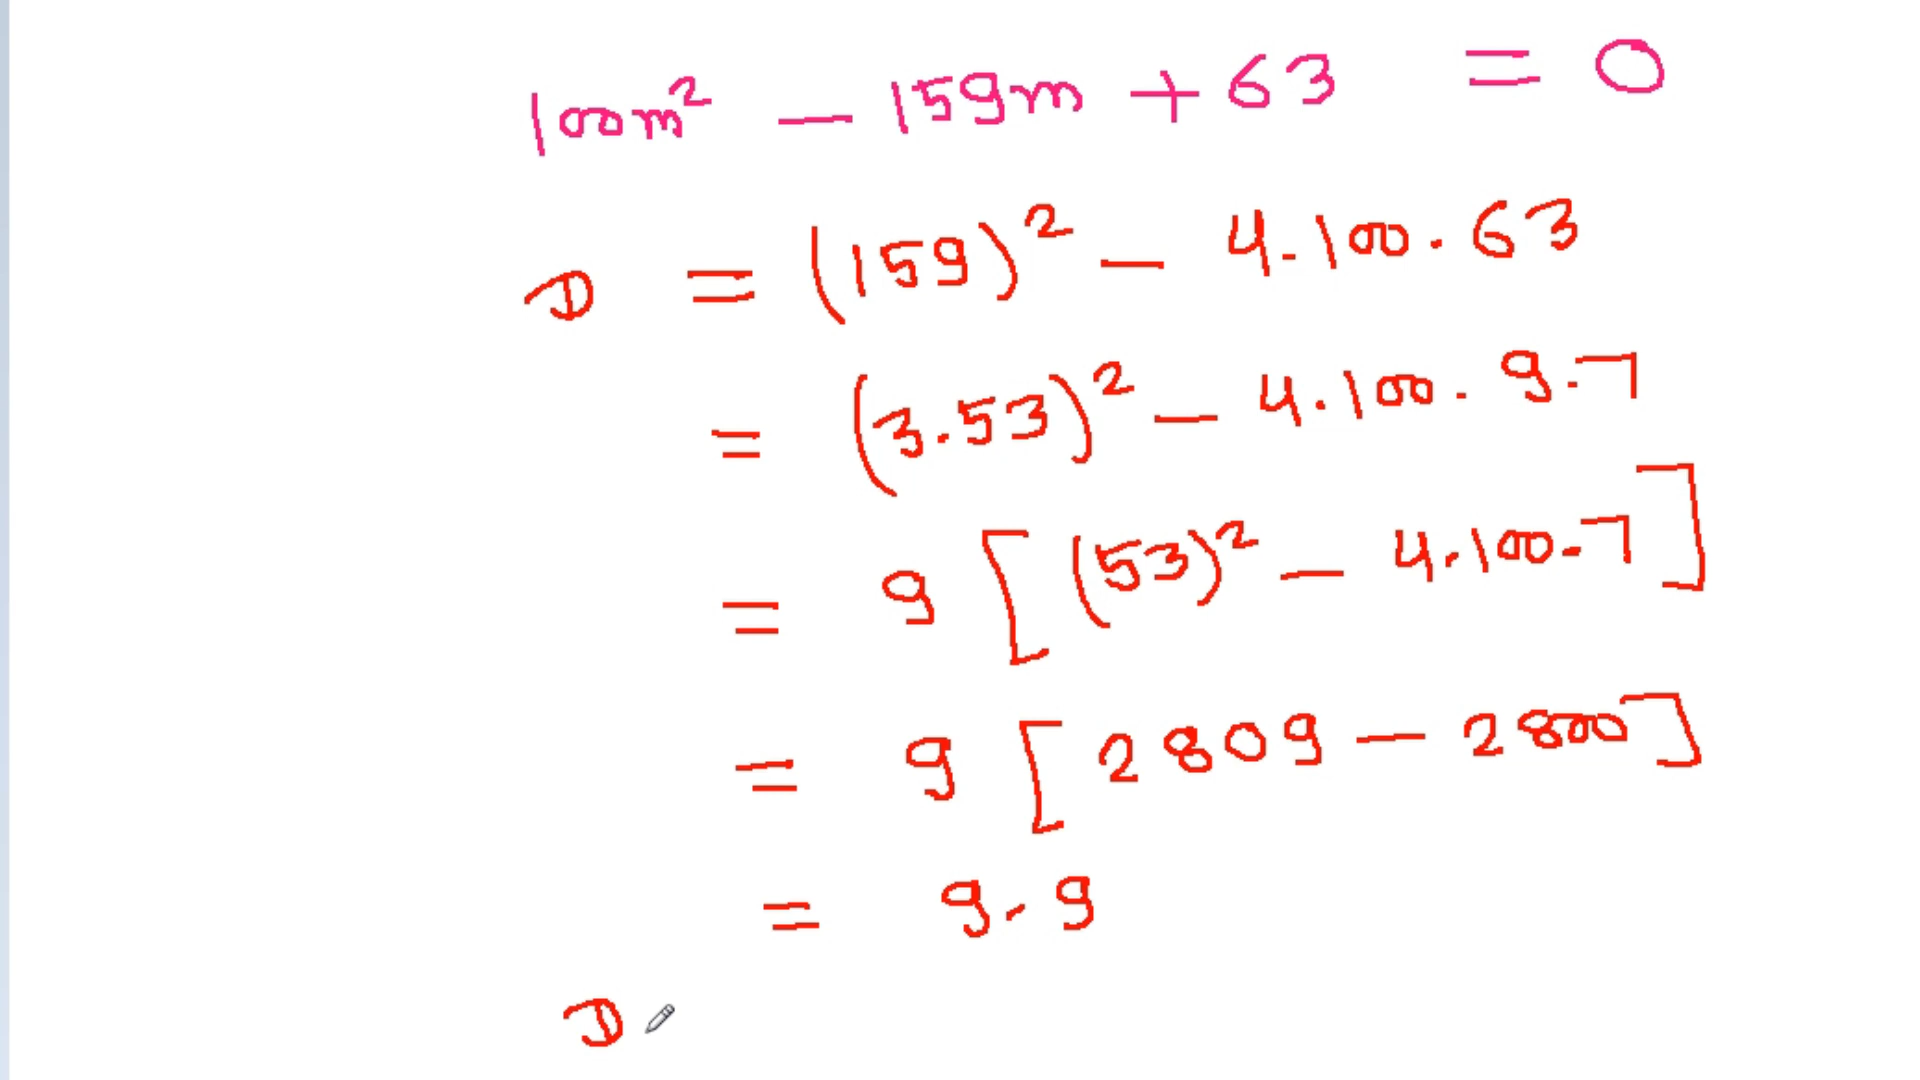 100m² - 159m + 63 = 0
D = (159)² - 4.100.63
= (3.53)² - 4.100.9.7
= 9 [(53)² - 4.100.7]
= 9 [2809 - 2800]
= 9.9
D